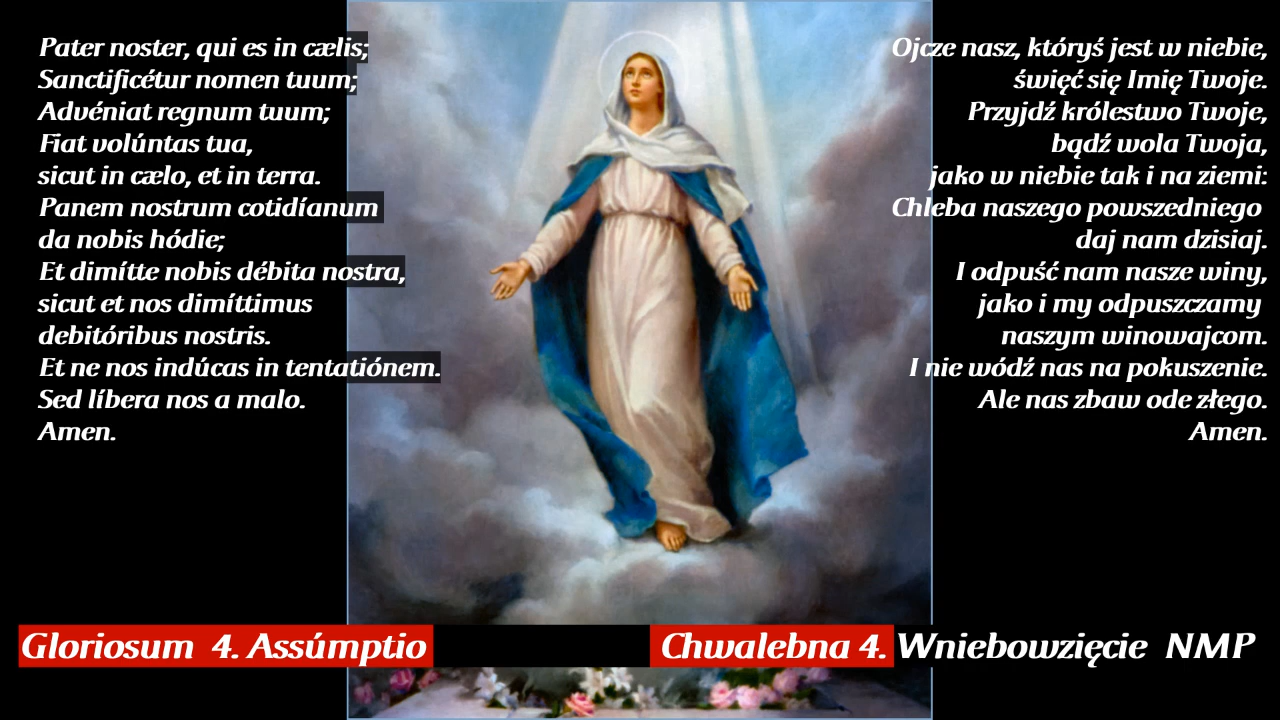 Pater noster, qui es in cælis;
Sanctificétur nomen tuum;
Advéniat regnum tuum;
Fiat volúntas tua,
sicut in cælo, et in terra.
Panem nostrum cotidíanum
da nobis hódie;
Et dimítte nobis débita nostra,
sicut et nos dimíttimus
debitóribus nostris.
Et ne nos indúcas in tentatiónem.
Sed líbera nos a malo.
Amen.
Ojcze nasz, któryś jest w niebie,
święć się Imię Twoje.
Przyjdź królestwo Twoje,
bądź wola Twoja,
jako w niebie tak i na ziemi:
Chleba naszego powszedniego
daj nam dzisiaj.
I odpuść nam nasze winy,
jako i my odpuszczamy
naszym winowajcom.
I nie wódź nas na pokuszenie.
Ale nas zbaw ode złego.
Amen.
Gloriosum 4. Assúmptio
Chwalebna 4. Wniebowzięcie NMP